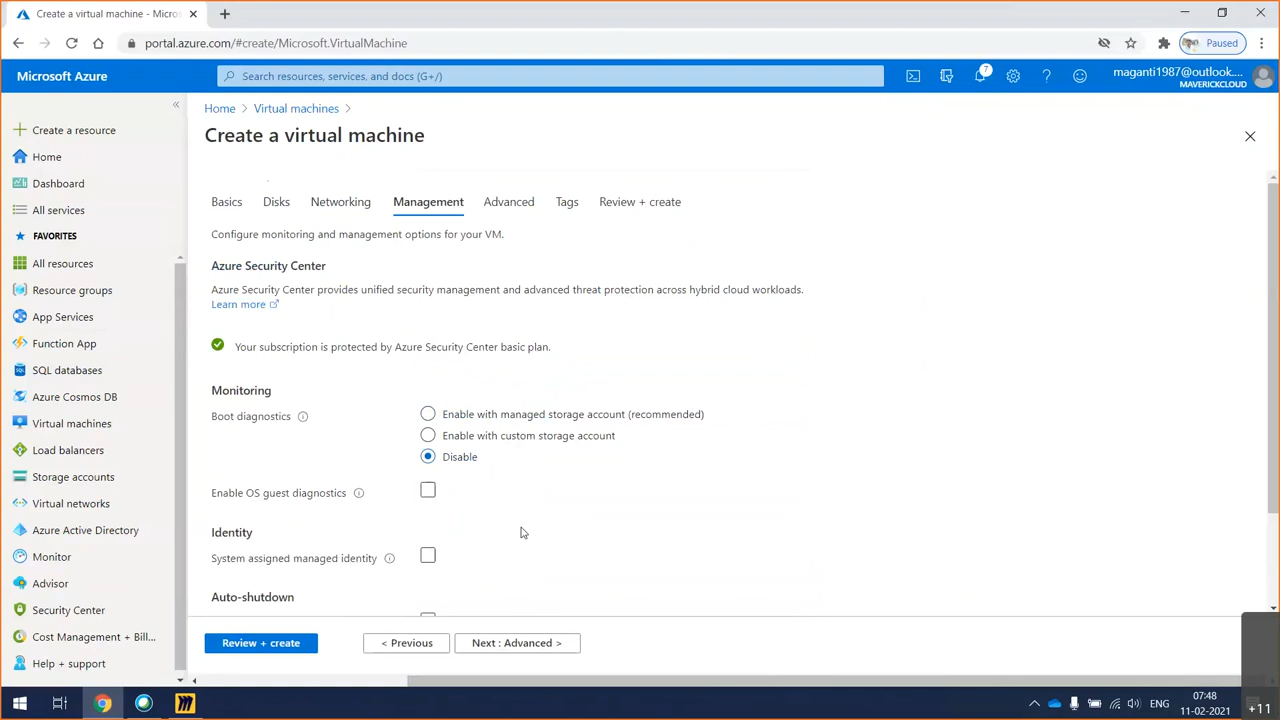 Create a virtual machine - Micros
portal.azure.com/#create/Microsoft.VirtualMachine
Paused
Microsoft Azure
Search resources, services, and docs (G+/)
7
maganti1987@outlook....
MAVERICKCLOUD
Create a resource
Home
Dashboard
All services
FAVORITES
All resources
Resource groups
App Services
Function App
SQL databases
Azure Cosmos DB
Virtual machines
Load balancers
Storage accounts
Virtual networks
Azure Active Directory
Monitor
Advisor
Security Center
Cost Management + Bill...
Help + support
Home > Virtual machines >
Create a virtual machine
Basics Disks Networking Management Advanced Tags Review + create
Configure monitoring and management options for your VM.
Azure Security Center
Azure Security Center provides unified security management and advanced threat protection across hybrid cloud workloads.
Learn more
Your subscription is protected by Azure Security Center basic plan.
Monitoring
Boot diagnostics
Enable with managed storage account (recommended)
Enable with custom storage account
Disable
Enable OS guest diagnostics
Identity
System assigned managed identity
Auto-shutdown
Review + create
< Previous
Next : Advanced >
ENG
07:48
11-02-2021
+11